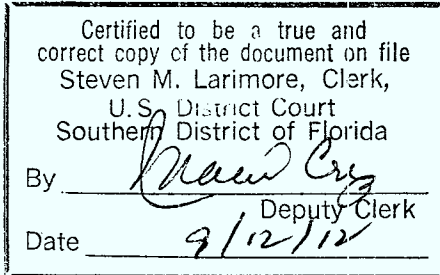 Certified to be a true and
correct copy of the document on file
Steven M. Larimore, Clerk,
U.S. District Court
Southern District of Florida
By
Deputy Clerk
Date 9/12/12